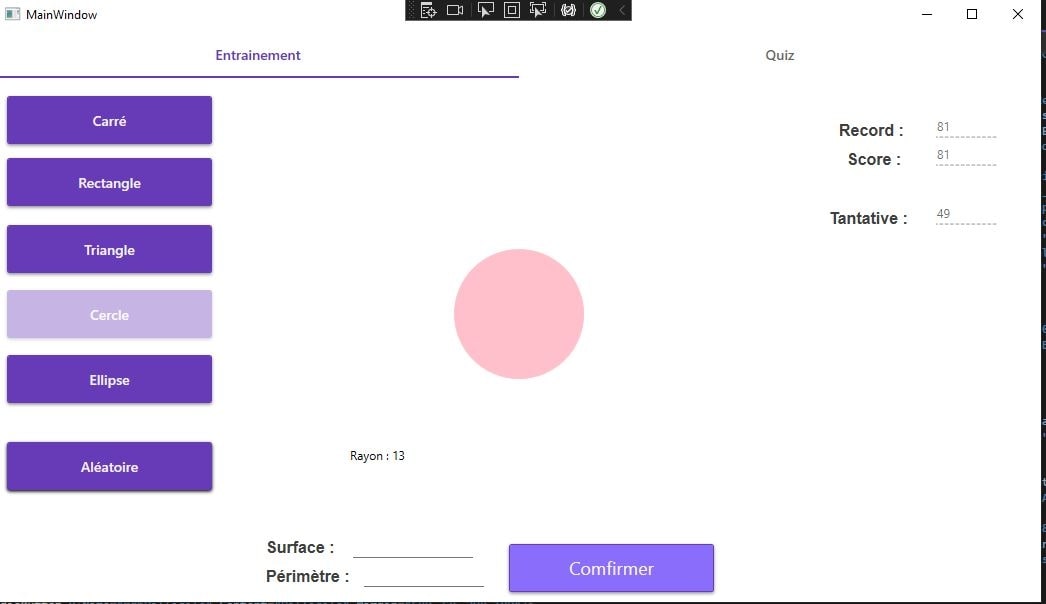 MainWindow
Entrainement
Quiz
Carré
Rectangle
Triangle
Cercle
Ellipse
Aléatoire
Record : 81
Score : 81
Tantative : 49
Rayon : 13
Surface :
Périmètre :
Comfirmer